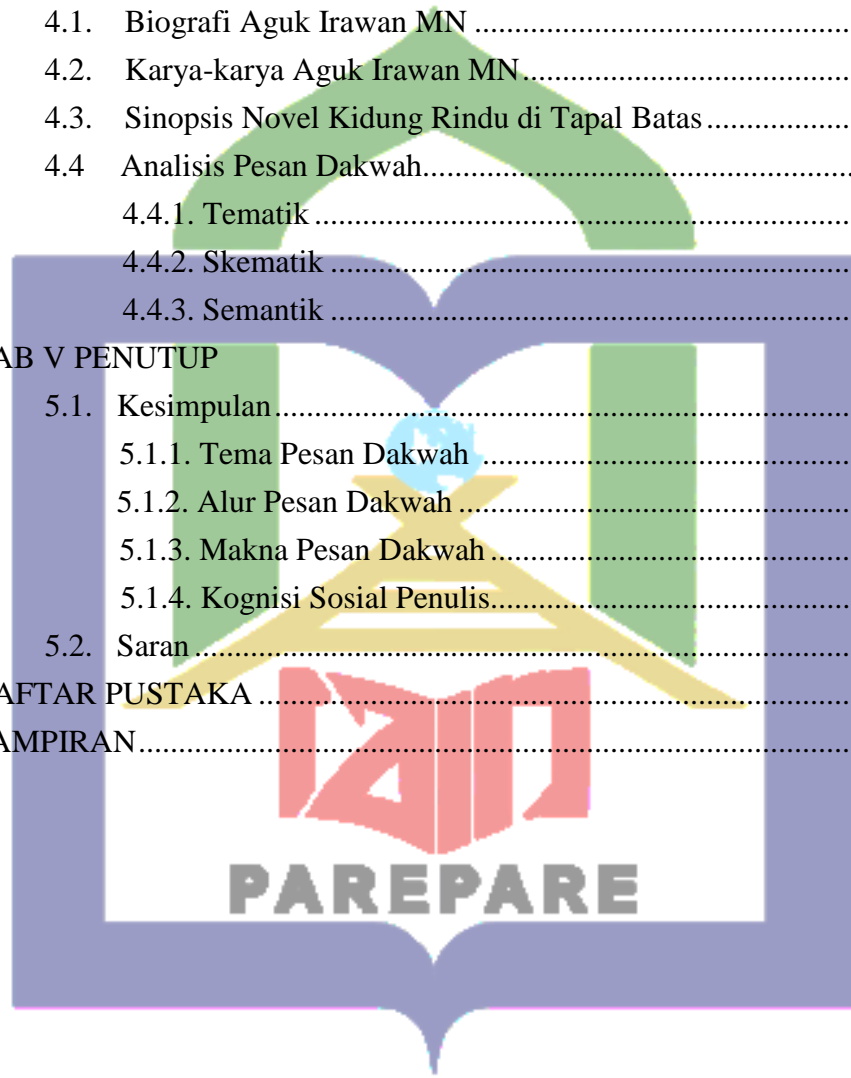 4.1. Biografi Aguk Irawan MN ..........................................................
4.2. Karya-karya Aguk Irawan MN..................................................
4.3. Sinopsis Novel Kidung Rindu di Tapal Batas .....................
4.4 Analisis Pesan Dakwah..............................................................
4.4.1. Tematik ................................................................................
4.4.2. Skematik .............................................................................
4.4.3. Semantik .............................................................................
AB V PENUTUP
5.1. Kesimpulan.....................................................................................
5.1.1. Tema Pesan Dakwah .......................................................
5.1.2. Alur Pesan Dakwah ..........................................................
5.1.3. Makna Pesan Dakwah .....................................................
5.1.4. Kognisi Sosial Penulis.....................................................
5.2. Saran .................................................................................................
AFTAR PUSTAKA .......................................................................................
AMPIRAN..........................................................................................................
iain
PAREPARE